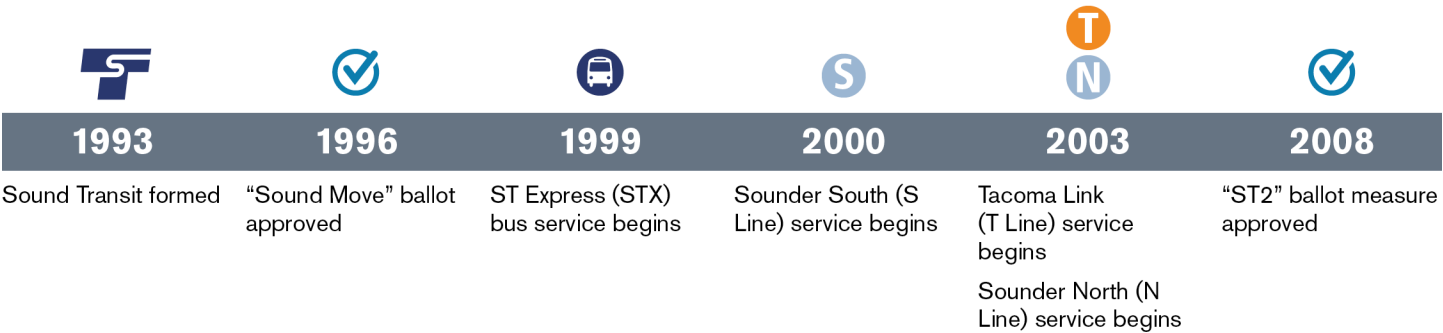 ST
S
T
N
1993
1996
1999
2000
2003
2008
Sound Transit formed
“Sound Move” ballot
approved
ST Express (STX)
bus service begins
Sounder South (S
Line) service begins
Tacoma Link
(T Line) service
begins
Sounder North (N
Line) service begins
“ST2” ballot measure
approved